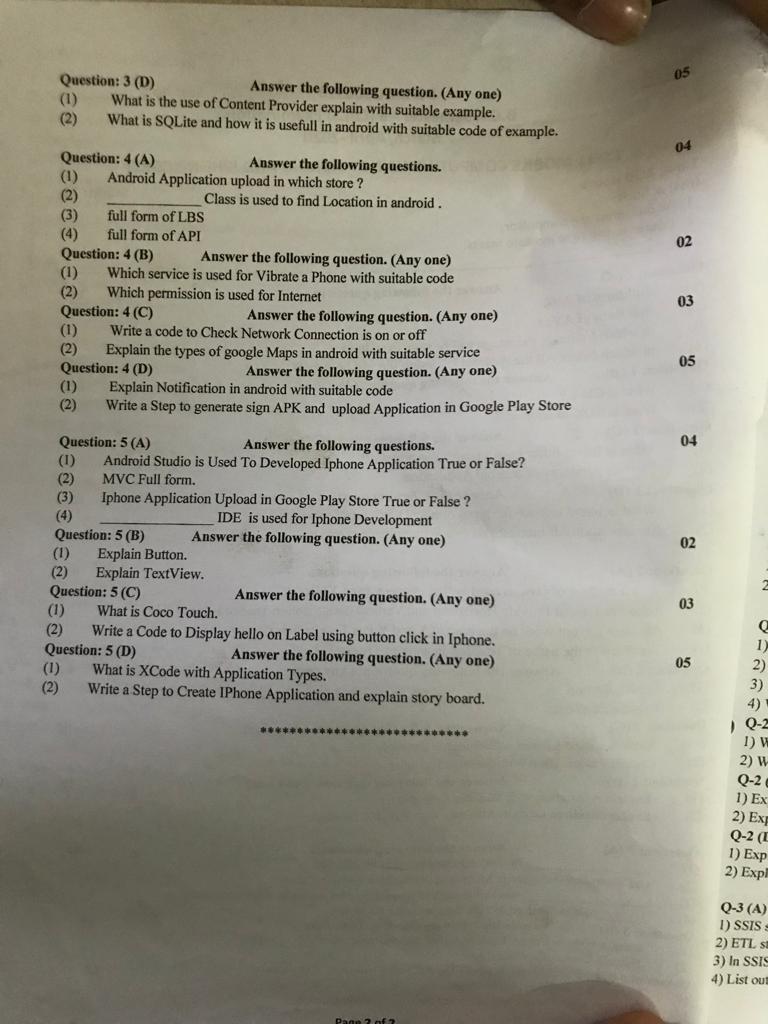 Question: 3 (D) Answer the following question. (Any one) 05
(1) What is the use of Content Provider explain with suitable example.
(2) What is SQLite and how it is usefull in android with suitable code of example.
Question: 4 (A) Answer the following questions. 04
(1) Android Application upload in which store ?
(2) ____________ Class is used to find Location in android .
(3) full form of LBS
(4) full form of API
Question: 4 (B) Answer the following question. (Any one) 02
(1) Which service is used for Vibrate a Phone with suitable code
(2) Which permission is used for Internet
Question: 4 (C) Answer the following question. (Any one) 03
(1) Write a code to Check Network Connection is on or off
(2) Explain the types of google Maps in android with suitable service
Question: 4 (D) Answer the following question. (Any one) 05
(1) Explain Notification in android with suitable code
(2) Write a Step to generate sign APK and upload Application in Google Play Store
Question: 5 (A) Answer the following questions. 04
(1) Android Studio is Used To Developed Iphone Application True or False?
(2) MVC Full form.
(3) Iphone Application Upload in Google Play Store True or False ?
(4) ______________ IDE is used for Iphone Development
Question: 5 (B) Answer the following question. (Any one) 02
(1) Explain Button.
(2) Explain TextView.
Question: 5 (C) Answer the following question. (Any one) 03
(1) What is Coco Touch.
(2) Write a Code to Display hello on Label using button click in Iphone.
Question: 5 (D) Answer the following question. (Any one) 05
(1) What is XCode with Application Types.
(2) Write a Step to Create IPhone Application and explain story board.
****************************
Page 2 of 2
1)
2)
3)
4)
Q-2
1) W
2) W
Q-2 (
1) Ex
2) Exp
Q-2 (D
1) Exp
2) Expl
Q-3 (A)
1) SSIS
2) ETL
3) In SSIS
4) List out